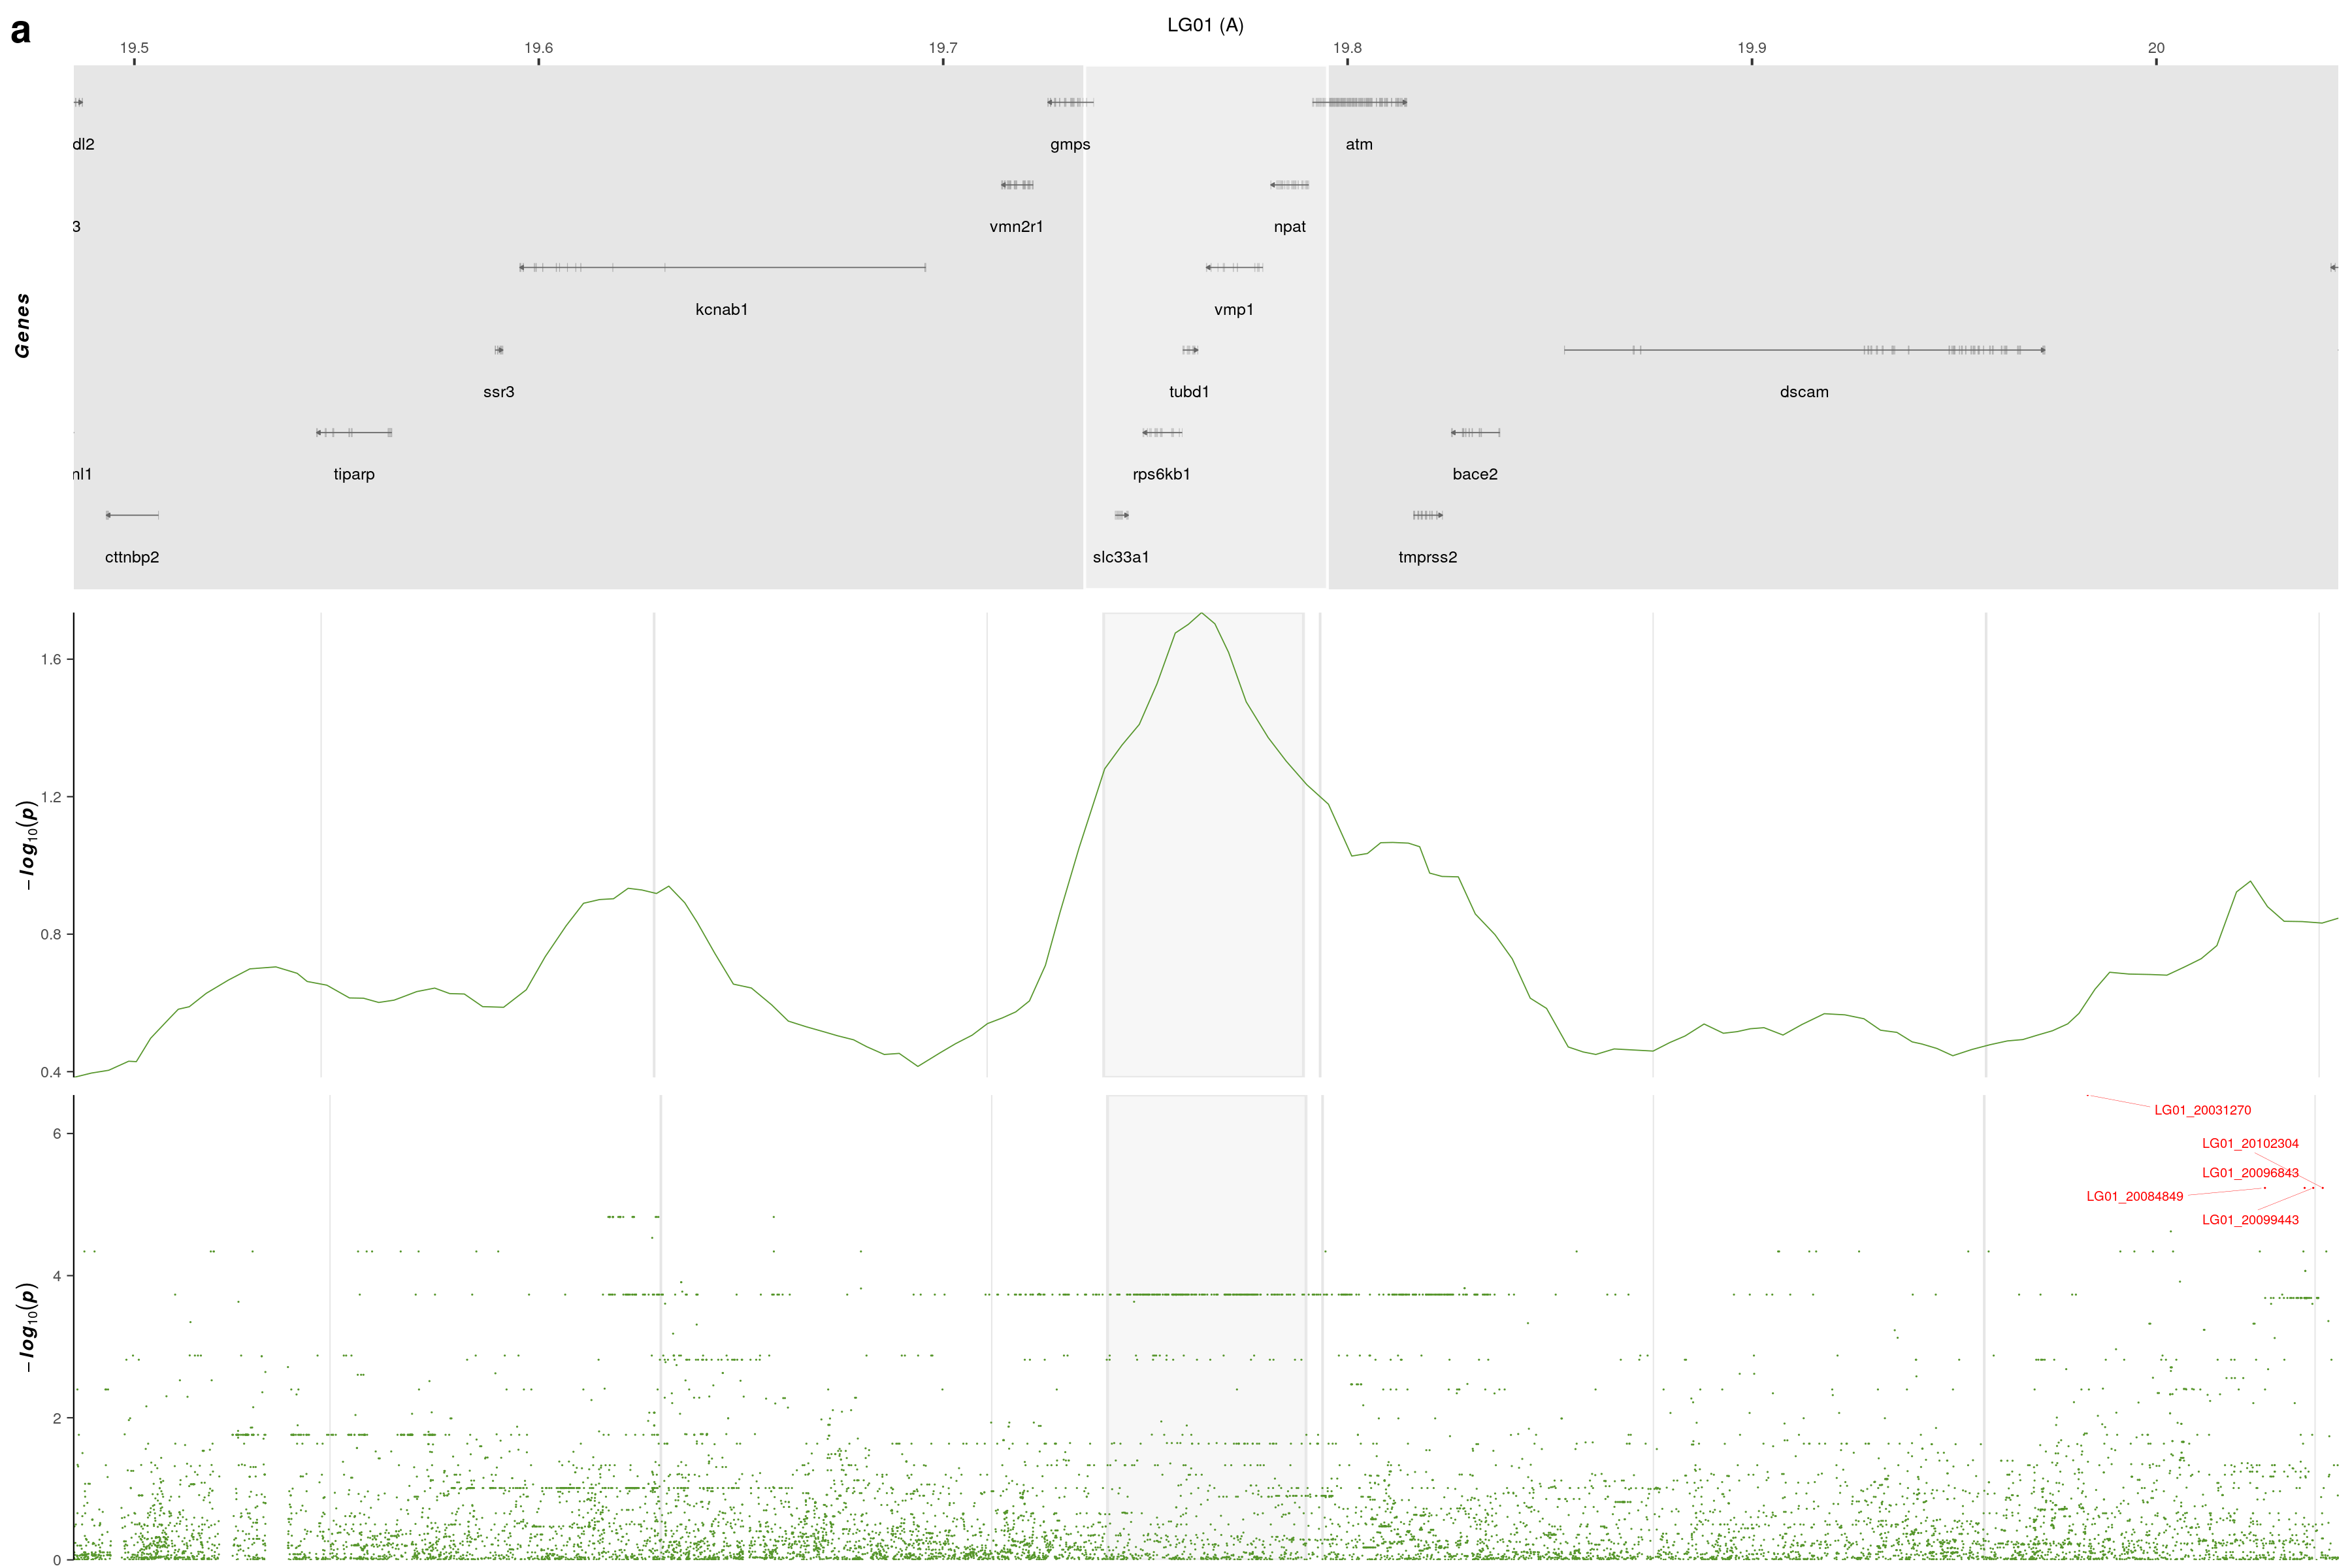 a
LG01 (A)
19.5 19.6 19.7 19.8 19.9 20
Genes
dl2 gmps atm
3 vmn2r1 npat
kcnab1 vmp1
ssr3 tubd1 dscam
nl1 tiparp rps6kb1 bace2
cttnbp2 slc33a1 tmprss2
−log10(p)
1.6
1.2
0.8
0.4
−log10(p)
6
4
2
0
LG01_20031270
LG01_20102304
LG01_20096843
LG01_20084849
LG01_20099443